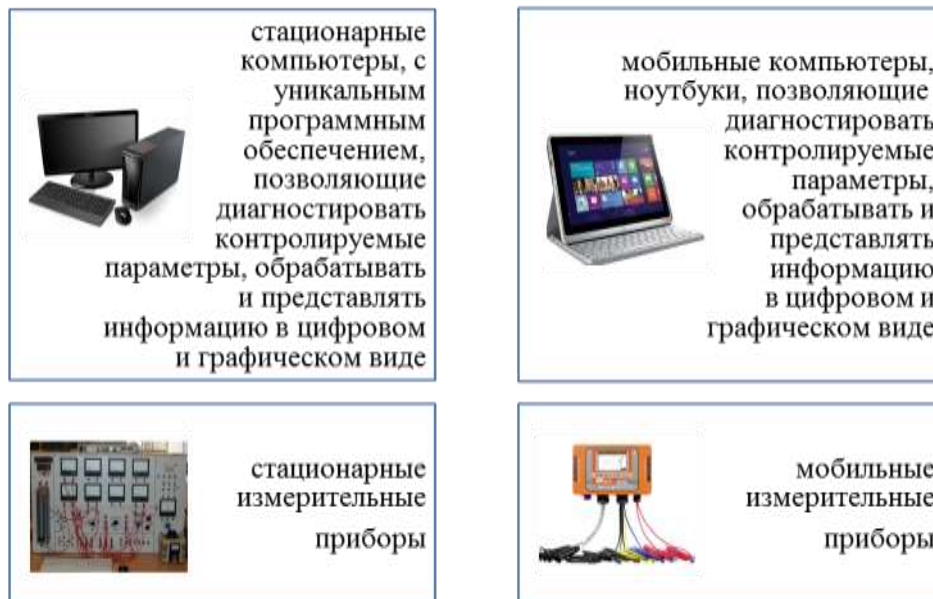 стационарные
компьютеры, с
уникальным
программным
обеспечением,
позволяющие
диагностировать
контролируемые
параметры, обрабатывать
и представлять
информацию в цифровом
и графическом виде
мобильные компьютеры,
ноутбуки, позволяющие
диагностировать
контролируемые
параметры,
обрабатывать и
представлять
информацию
в цифровом и
графическом виде
стационарные
измерительные
приборы
мобильные
измерительные
приборы